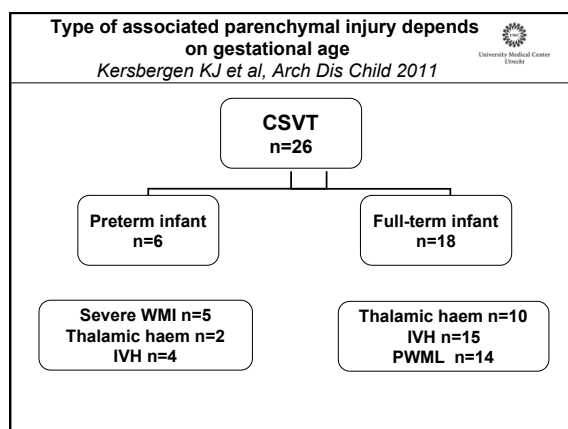 Type of associated parenchymal injury depends
on gestational age
Kersbergen KJ et al, Arch Dis Child 2011
UMC
University Medical Center
Utrecht
CSVT
n=26
Preterm infant
n=6
Full-term infant
n=18
Severe WMI n=5
Thalamic haem n=2
IVH n=4
Thalamic haem n=10
IVH n=15
PWML n=14